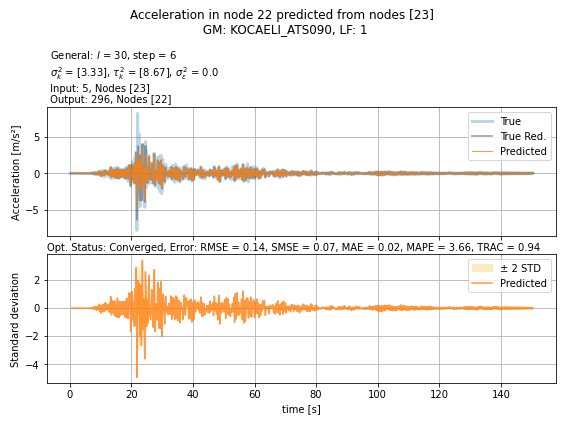 Acceleration in node 22 predicted from nodes [23]
GM: KOCAELI_ATS090, LF: 1
General: l = 30, step = 6
σ²ₖ = [3.33], τ²ₖ = [8.67], σ²ε = 0.0
Input: 5, Nodes [23]
Output: 296, Nodes [22]
True
True Red.
Predicted
Acceleration [m/s²]
5
0
−5
Opt. Status: Converged, Error: RMSE = 0.14, SMSE = 0.07, MAE = 0.02, MAPE = 3.66, TRAC = 0.94
± 2 STD
Predicted
Standard deviation
2
0
−2
−4
0 20 40 60 80 100 120 140
time [s]